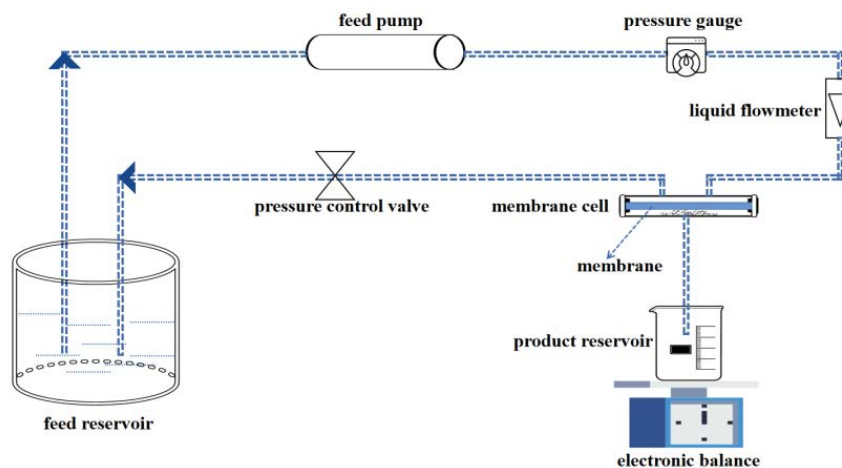 feed pump
pressure gauge
liquid flowmeter
pressure control valve
membrane cell
membrane
product reservoir
feed reservoir
electronic balance